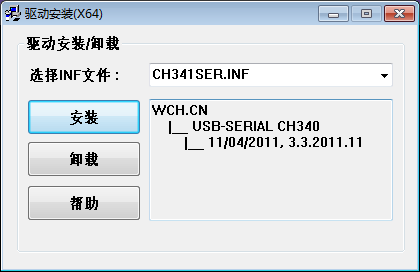 驱动安装(X64)
驱动安装/卸载
选择INF文件：
CH341SER.INF
安装
卸载
帮助
WCH.CN
|__ USB-SERIAL CH340
|__ 11/04/2011, 3.3.2011.11